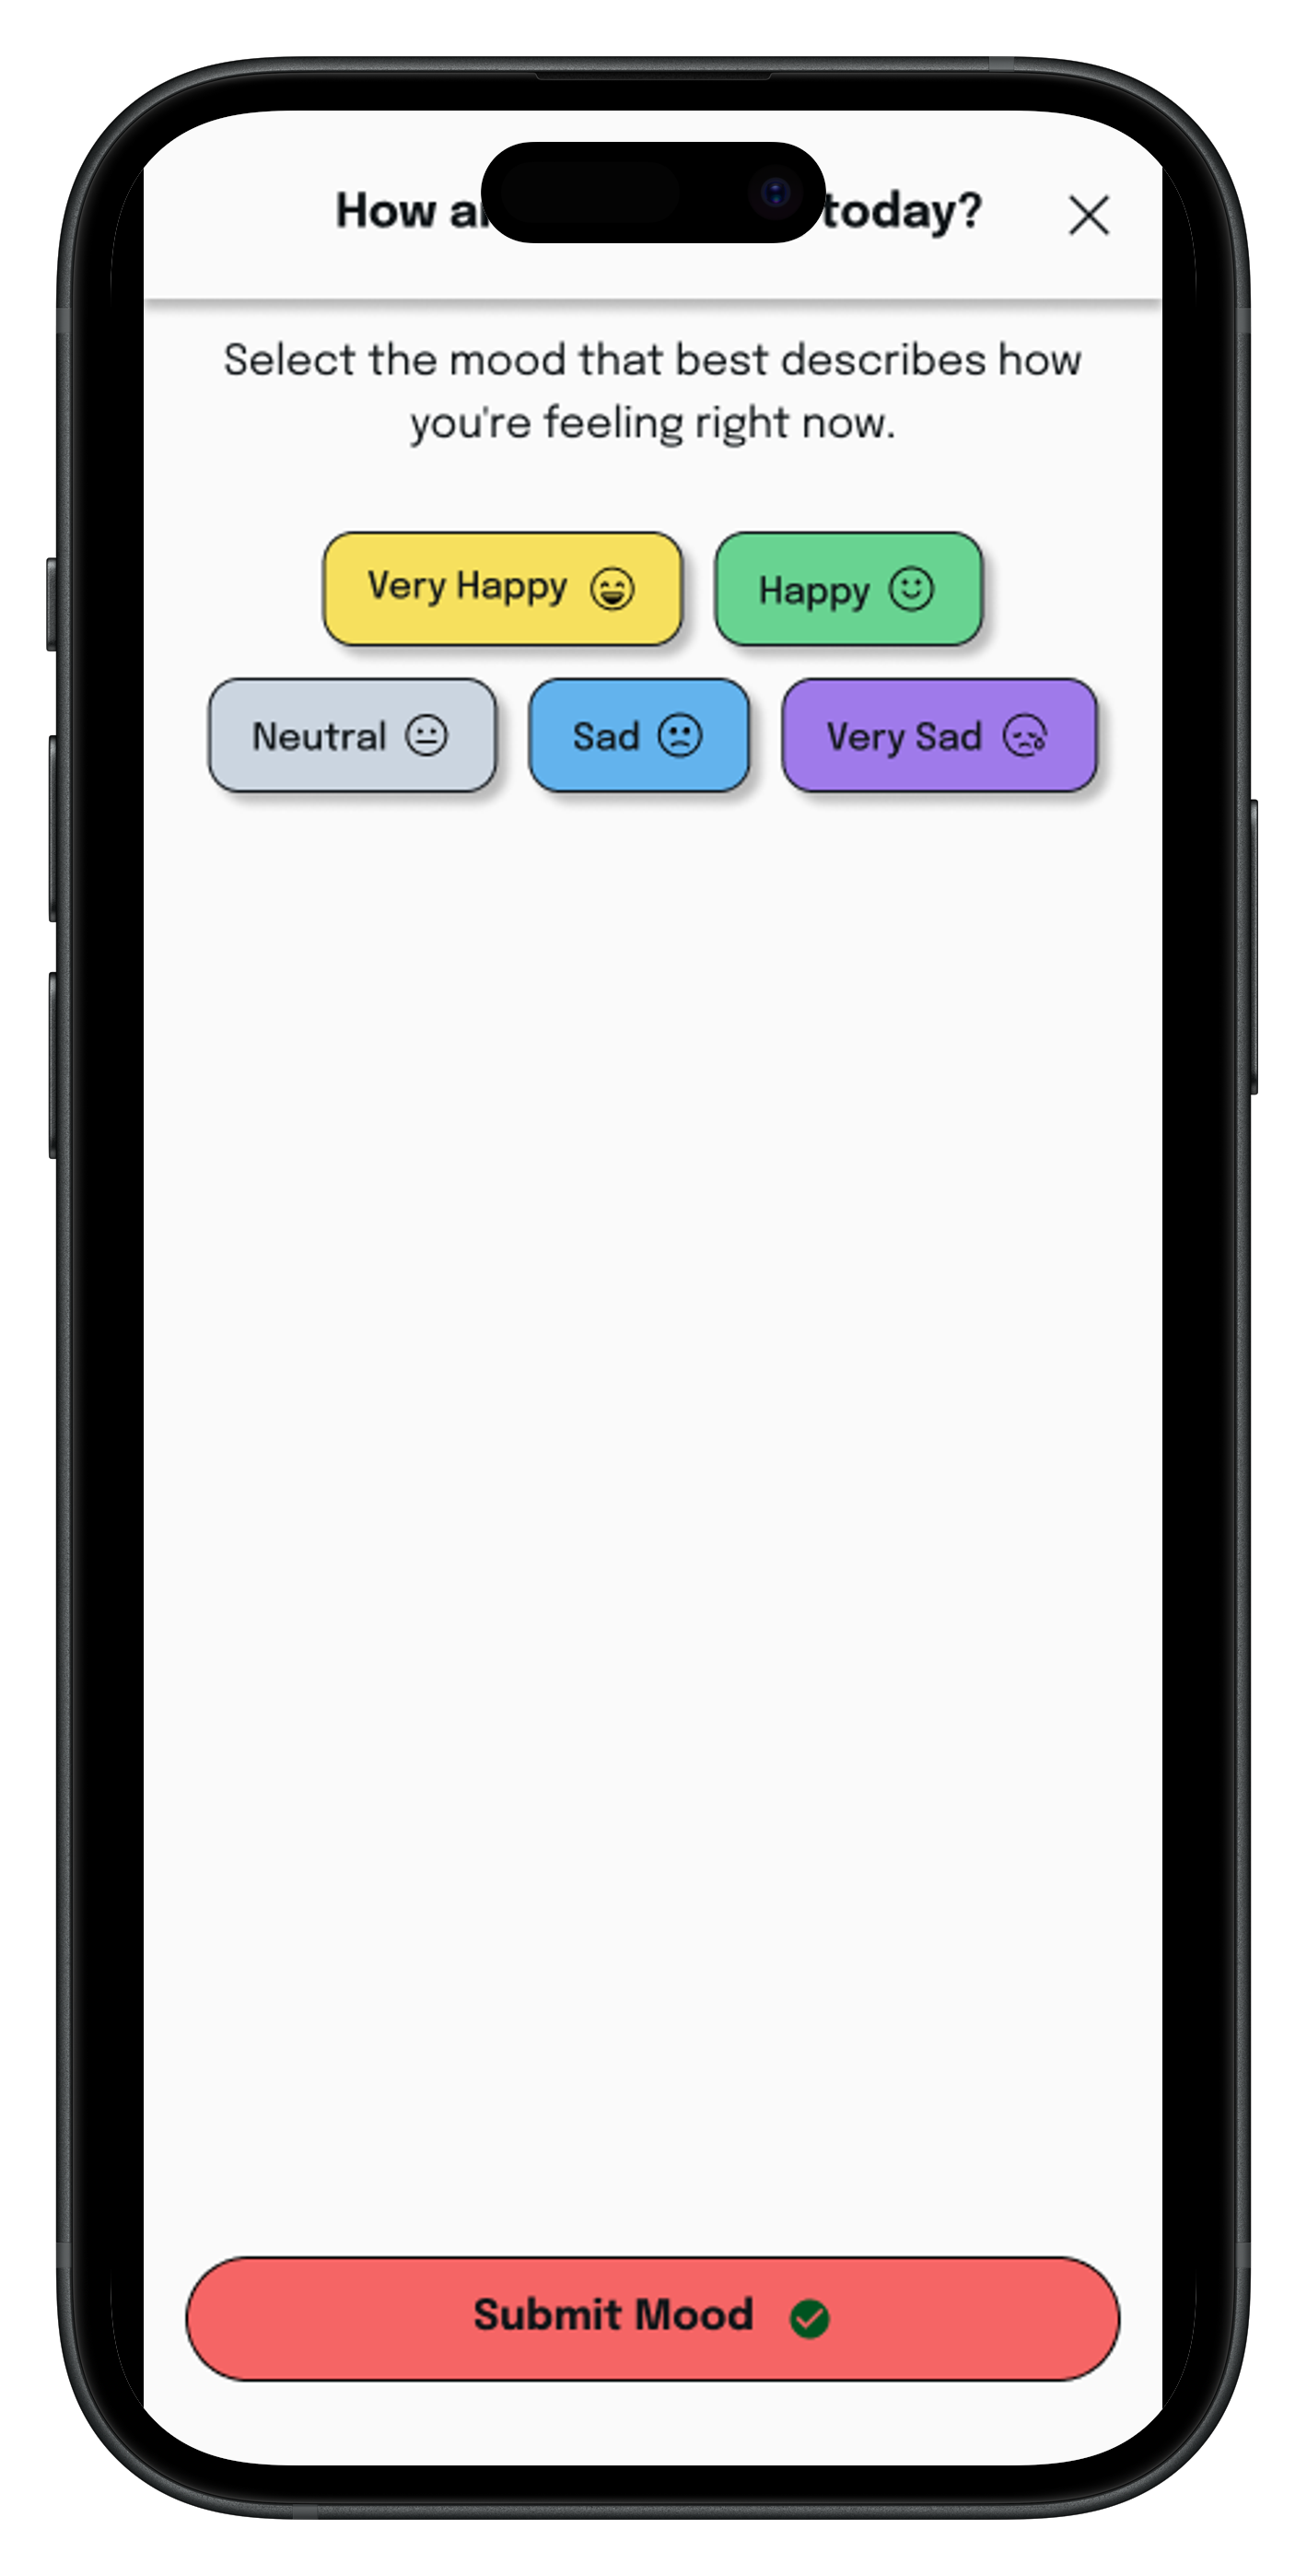 How today?
Select the mood that best describes how
you're feeling right now.
Very Happy Happy
Neutral Sad Very Sad
Submit Mood